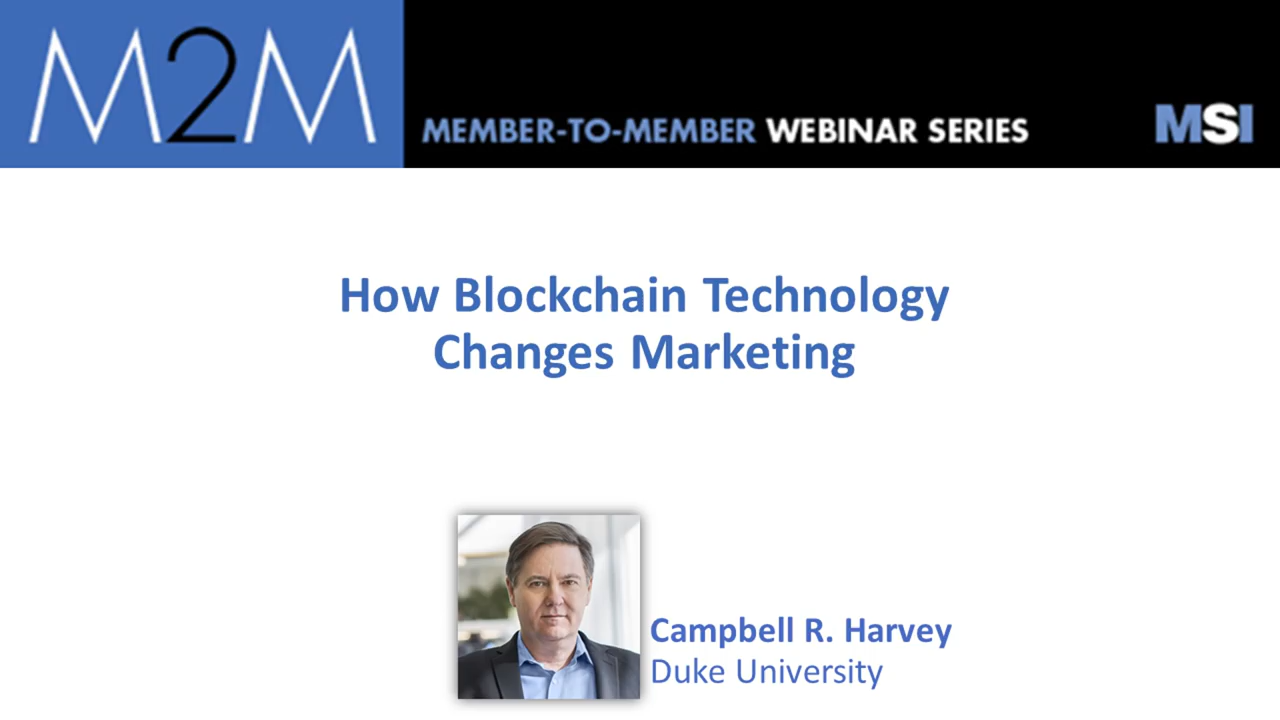 M2M
MEMBER-TO-MEMBER WEBINAR SERIES
MSI
How Blockchain Technology
Changes Marketing
Campbell R. Harvey
Duke University